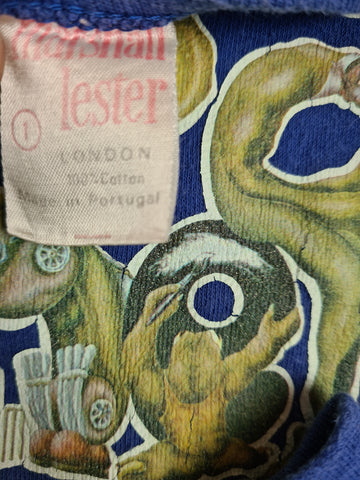 Marshall
Lester
1
LONDON
100% Cotton
Made in Portugal